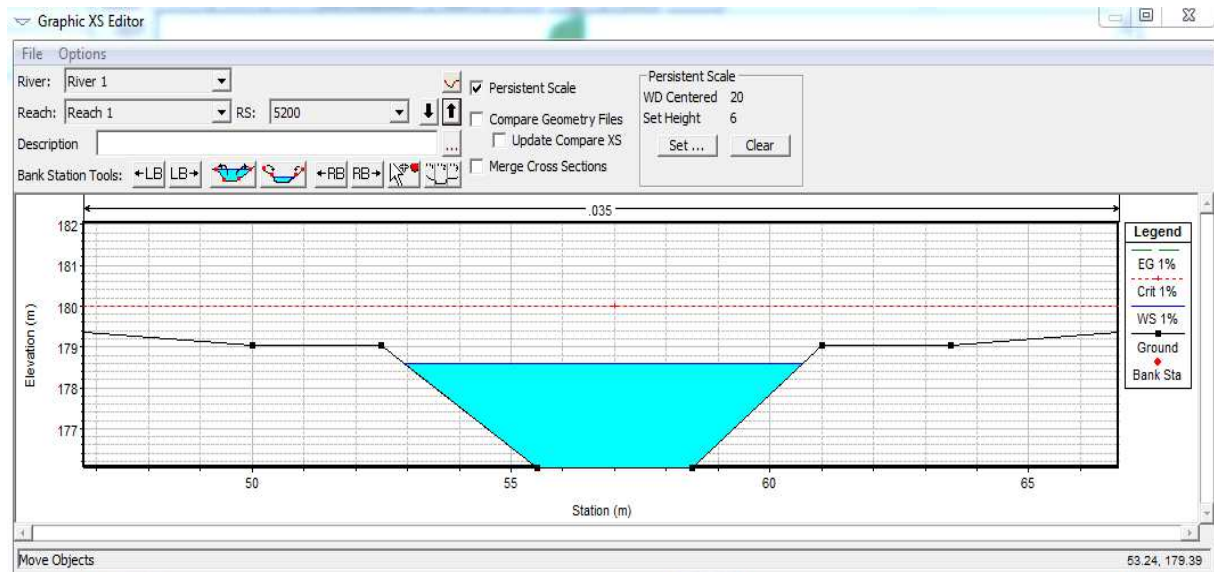 Graphic XS Editor
File Options
River: River 1
Reach: Reach 1 RS: 5200
Description ...
Bank Station Tools: LB LB RB RB
Persistent Scale
Compare Geometry Files
Update Compare XS
Merge Cross Sections
Persistent Scale
WD Centered 20
Set Height 6
Set ... Clear
.035
182
181
180
179
178
177
Elevation (m)
50 55 60 65
Station (m)
Legend
EG 1%
Crit 1%
WS 1%
Ground
Bank Sta
Move Objects 53.24, 179.39